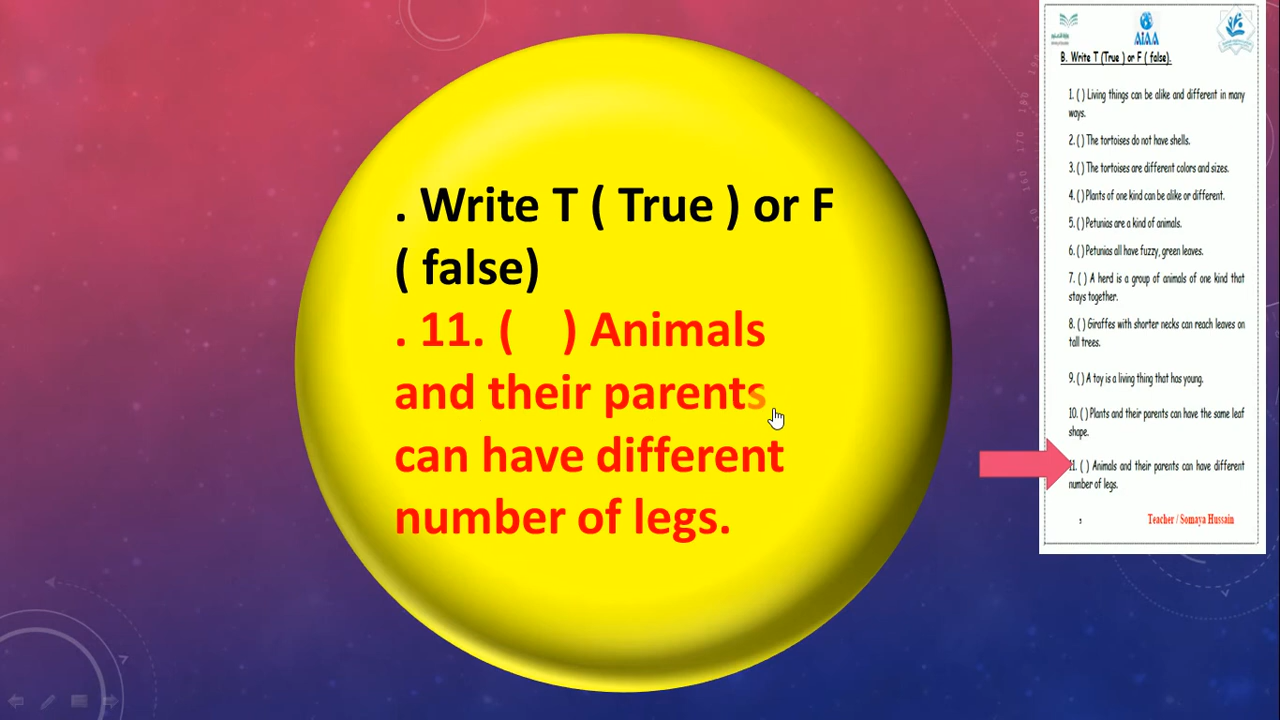 . Write T ( True ) or F
( false)
. 11. ( ) Animals
and their parents
can have different
number of legs.
AIAA
B. Write T (True ) or F ( false).
1. ( ) Living things can be alike and different in many
ways.
2. ( ) The tortoises do not have shells.
3. ( ) The tortoises are different colors and sizes.
4. ( ) Plants of one kind can be alike or different.
5. ( ) Petunias are a kind of animals.
6. ( ) Petunias all have fuzzy, green leaves.
7. ( ) A herd is a group of animals of one kind that
stays together.
8. ( ) Giraffes with shorter necks can reach leaves on
tall trees.
9. ( ) A toy is a living thing that has young.
10. ( ) Plants and their parents can have the same leaf
shape.
11. ( ) Animals and their parents can have different
number of legs.
Teacher / Somaya Hussain
160
170